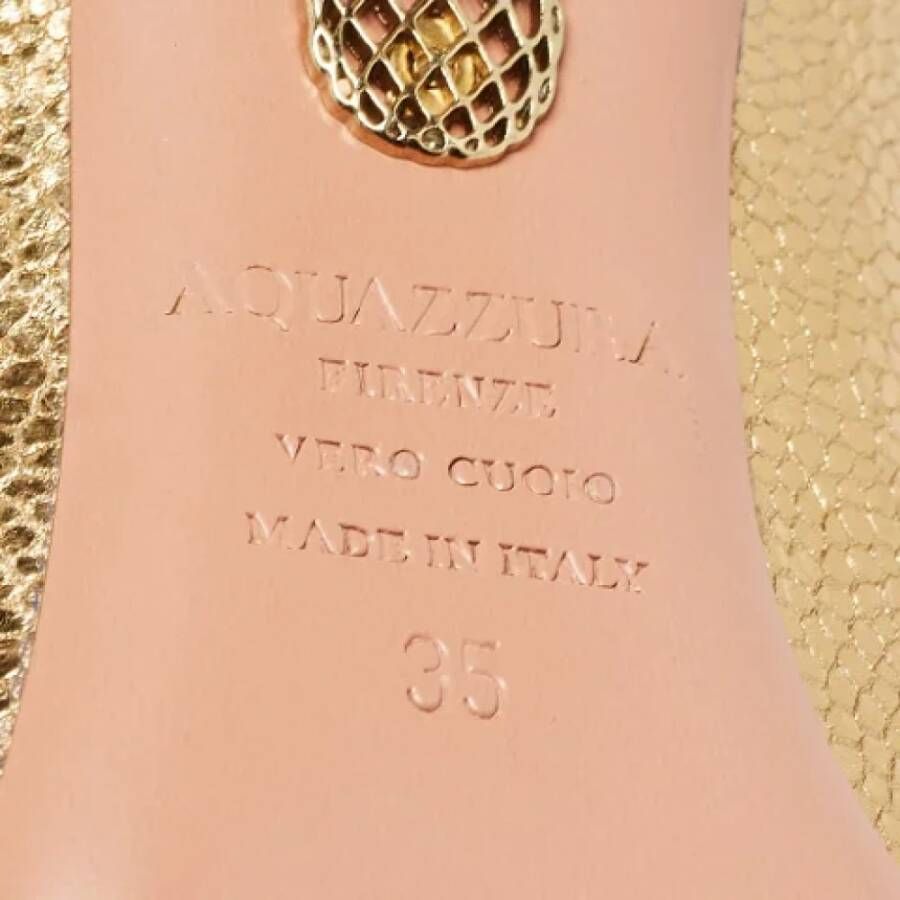 AQUAZZURA
FIRENZE
VERO CUOIO
MADE IN ITALY
35